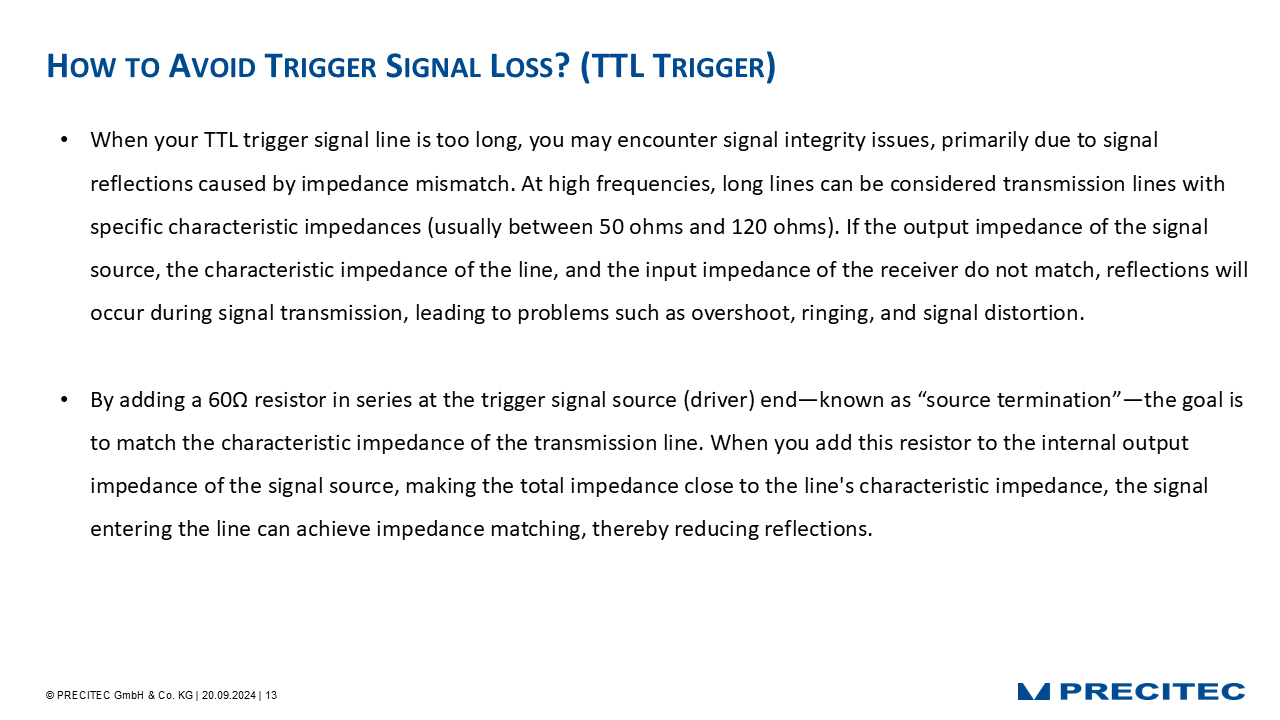 How to Avoid Trigger Signal Loss? (TTL Trigger)
• When your TTL trigger signal line is too long, you may encounter signal integrity issues, primarily due to signal
reflections caused by impedance mismatch. At high frequencies, long lines can be considered transmission lines with
specific characteristic impedances (usually between 50 ohms and 120 ohms). If the output impedance of the signal
source, the characteristic impedance of the line, and the input impedance of the receiver do not match, reflections will
occur during signal transmission, leading to problems such as overshoot, ringing, and signal distortion.
• By adding a 60Ω resistor in series at the trigger signal source (driver) end—known as “source termination”—the goal is
to match the characteristic impedance of the transmission line. When you add this resistor to the internal output
impedance of the signal source, making the total impedance close to the line's characteristic impedance, the signal
entering the line can achieve impedance matching, thereby reducing reflections.
© PRECITEC GmbH & Co. KG | 20.09.2024 | 13
PRECITEC